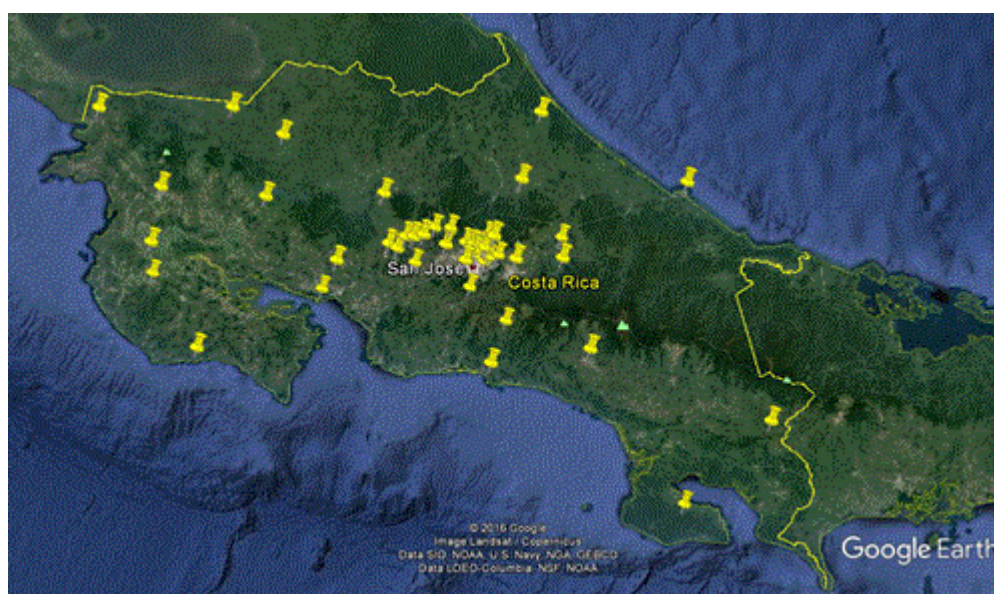 San José
Costa Rica
© 2016 Google
Image Landsat / Copernicus
Data SIO, NOAA, U.S. Navy, NGA, GEBCO
Data LDEO-Columbia, NSF, NOAA
Google Earth